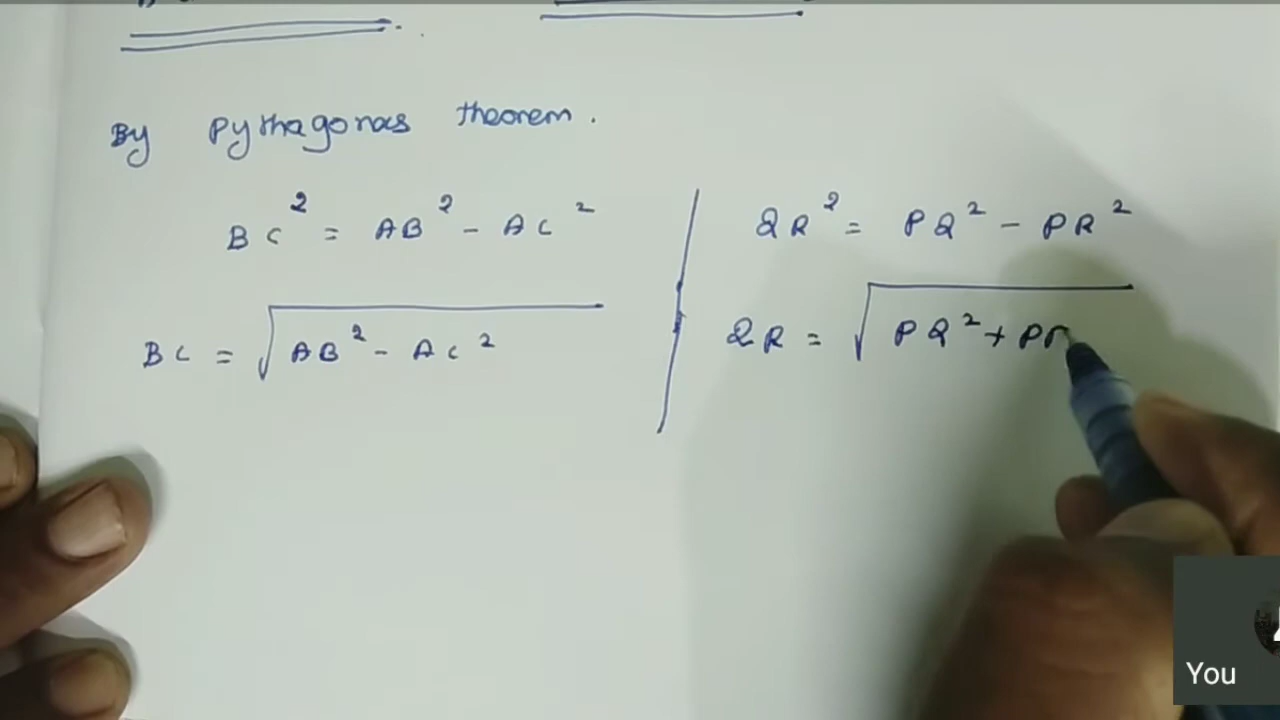 By Pythagoras theorem.
BC² = AB² - AC²
QR² = PQ² - PR²
BC = √AB² - AC²
QR = √PQ² + PR
You